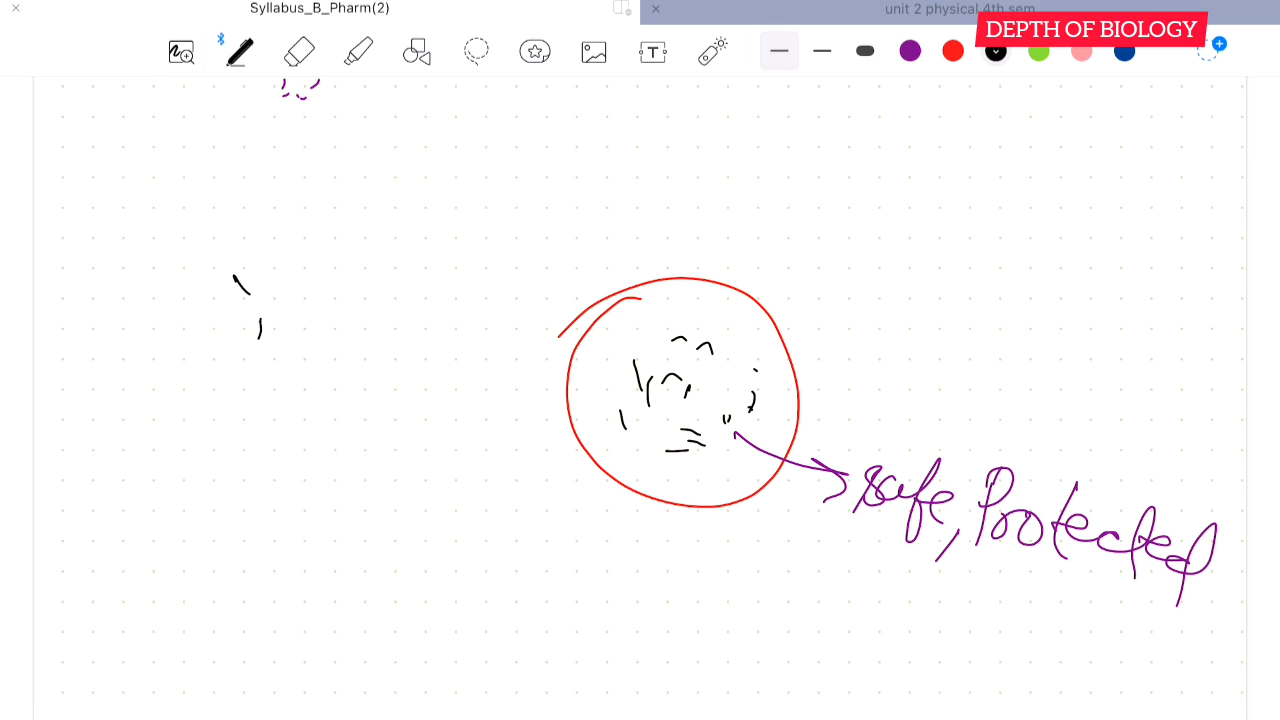 Syllabus_B_Pharm(2)
unit 2 physical 4th sem
DEPTH OF BIOLOGY
safe, Protected